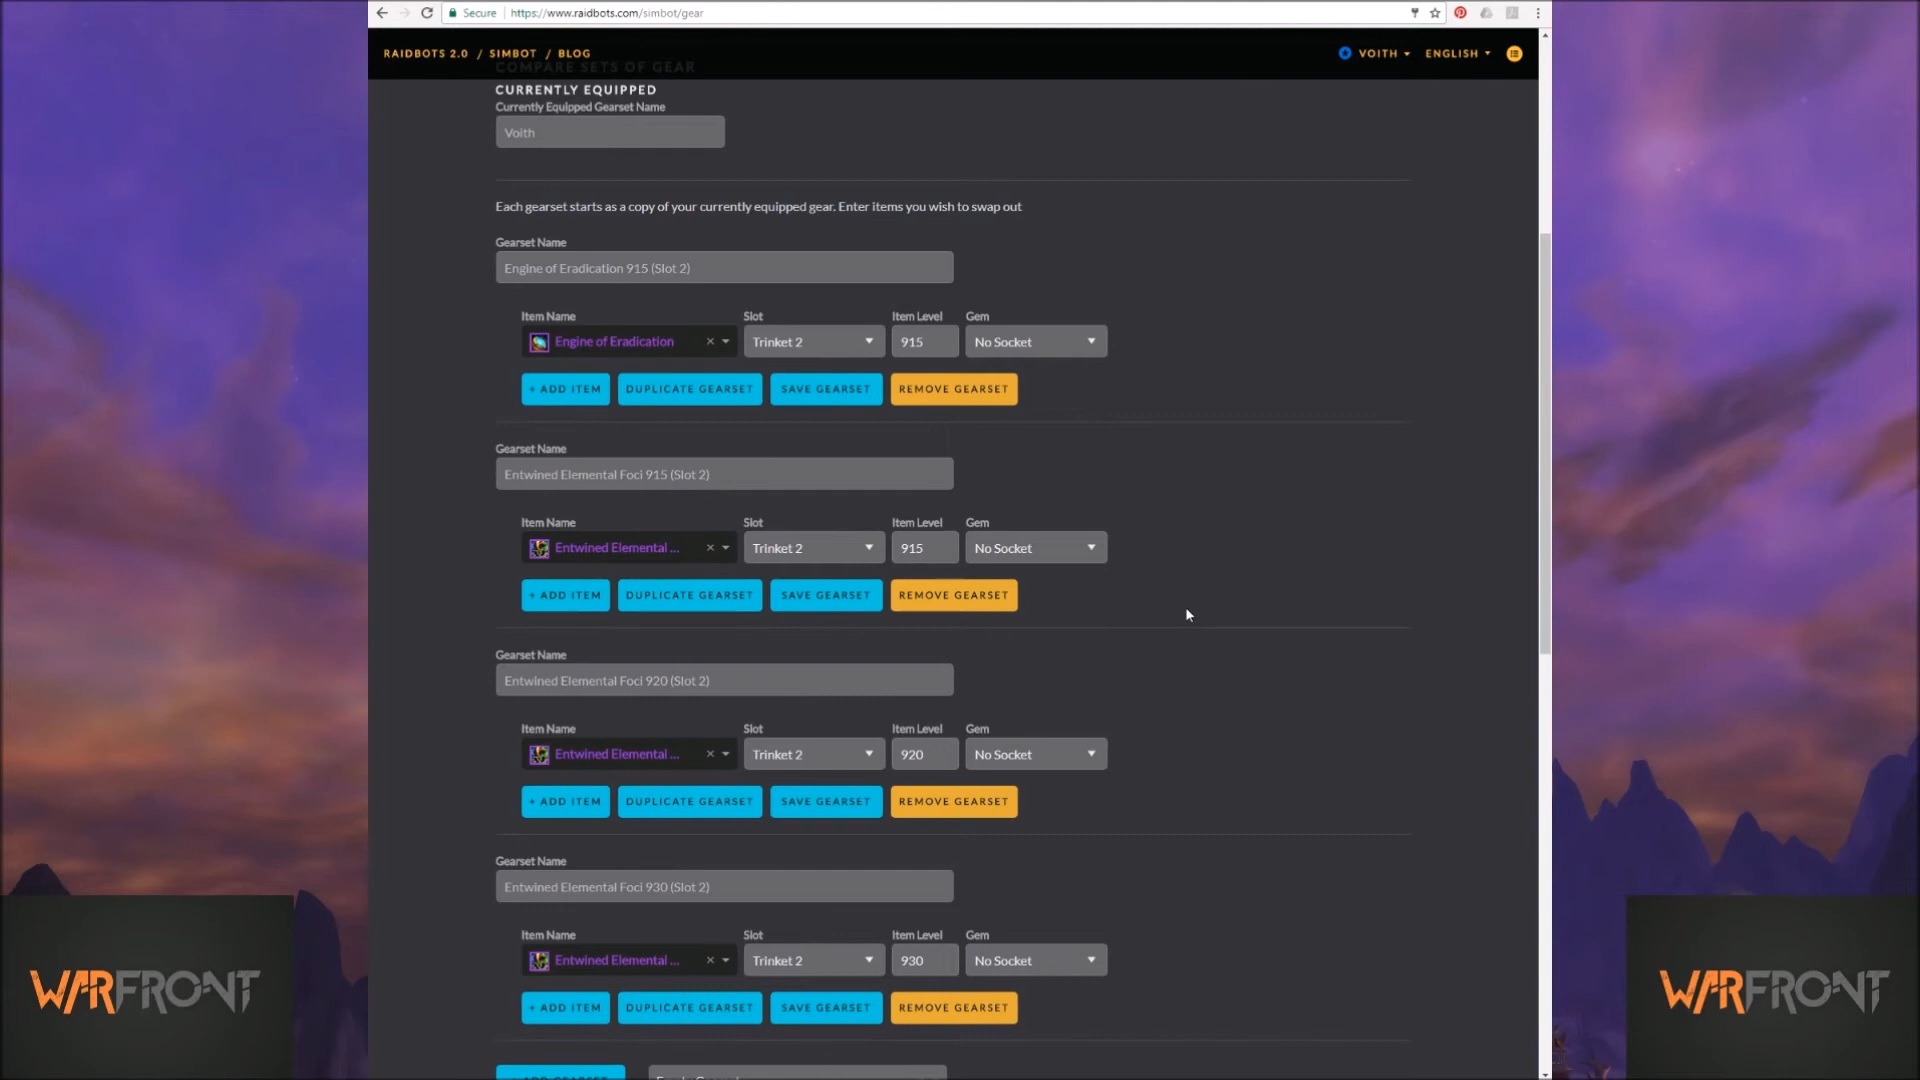 Secure https://www.raidbots.com/simbot/gear
RAIDBOTS 2.0 / SIMBOT / BLOG
VOITH
ENGLISH
COMPARE SETS OF GEAR
CURRENTLY EQUIPPED
Currently Equipped Gearset Name
Voith
Each gearset starts as a copy of your currently equipped gear. Enter items you wish to swap out
Gearset Name
Engine of Eradication 915 (Slot 2)
Item Name Slot Item Level Gem
Engine of Eradication × Trinket 2 915 No Socket
+ ADD ITEM DUPLICATE GEARSET SAVE GEARSET REMOVE GEARSET
Gearset Name
Entwined Elemental Foci 915 (Slot 2)
Item Name Slot Item Level Gem
Entwined Elemental ... × Trinket 2 915 No Socket
+ ADD ITEM DUPLICATE GEARSET SAVE GEARSET REMOVE GEARSET
Gearset Name
Entwined Elemental Foci 920 (Slot 2)
Item Name Slot Item Level Gem
Entwined Elemental ... × Trinket 2 920 No Socket
+ ADD ITEM DUPLICATE GEARSET SAVE GEARSET REMOVE GEARSET
Gearset Name
Entwined Elemental Foci 930 (Slot 2)
Item Name Slot Item Level Gem
Entwined Elemental ... × Trinket 2 930 No Socket
+ ADD ITEM DUPLICATE GEARSET SAVE GEARSET REMOVE GEARSET
WARFRONT
WARFRONT